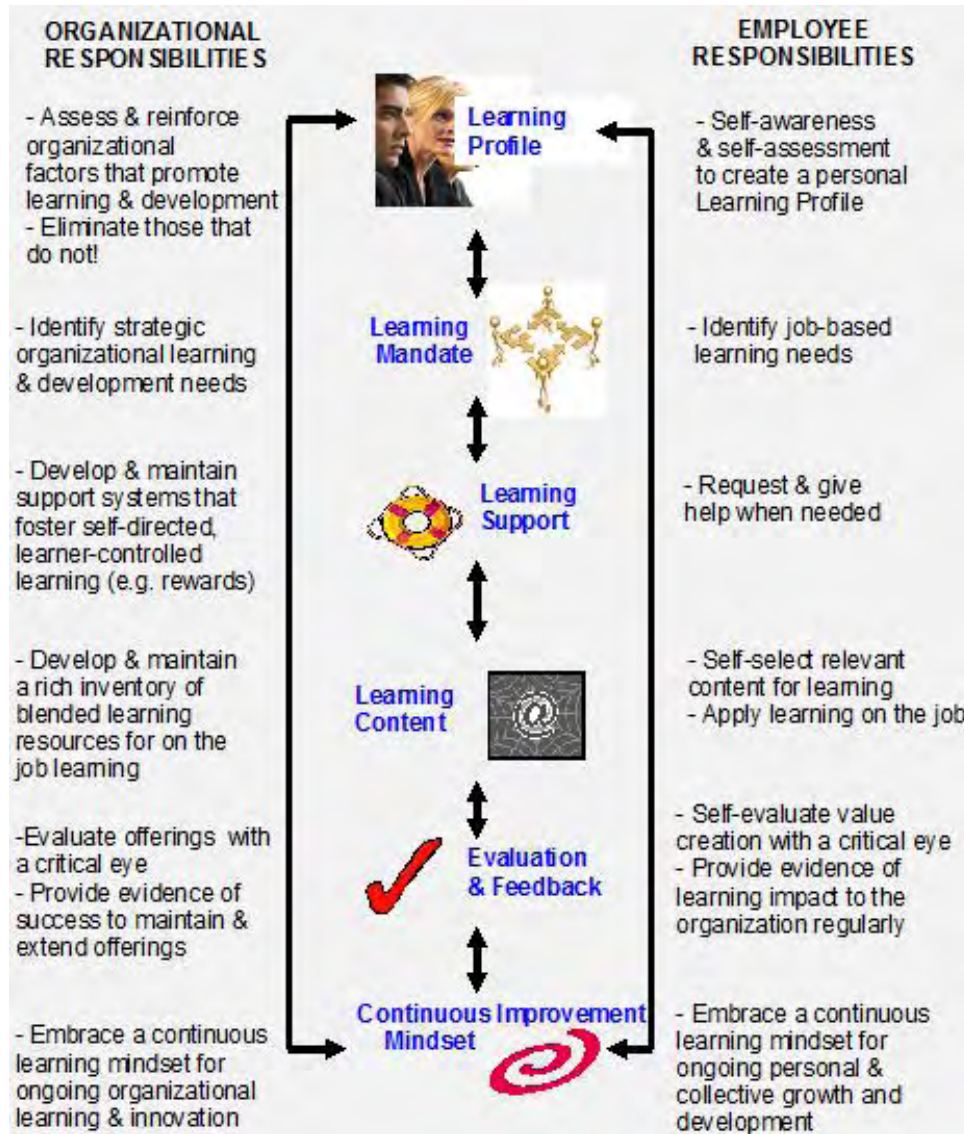 ORGANIZATIONAL
RESPONSIBILITIES
- Assess & reinforce
organizational
factors that promote
learning & development
- Eliminate those that
do not!
- Identify strategic
organizational learning
& development needs
- Develop & maintain
support systems that
foster self-directed,
learner-controlled
learning (e.g. rewards)
- Develop & maintain
a rich inventory of
blended learning
resources for on the
job learning
-Evaluate offerings with
a critical eye
- Provide evidence of
success to maintain &
extend offerings
- Embrace a continuous
learning mindset for
ongoing organizational
learning & innovation
Learning
Profile
Learning
Mandate
Learning
Support
Learning
Content
@
Evaluation
& Feedback
Continuous Improvement
Mindset
EMPLOYEE
RESPONSIBILITIES
- Self-awareness
& self-assessment
to create a personal
Learning Profile
- Identify job-based
learning needs
- Request & give
help when needed
- Self-select relevant
content for learning
- Apply learning on the job
- Self-evaluate value
creation with a critical eye
- Provide evidence of
learning impact to the
organization regularly
- Embrace a continuous
learning mindset for
ongoing personal &
collective growth and
development